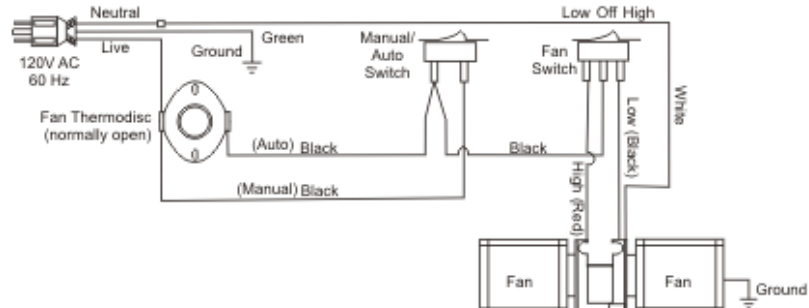 Neutral
Low Off High
Green
Live
Ground
120V AC
60 Hz
Manual/
Auto
Switch
Fan
Switch
White
Fan Thermodisc
(normally open)
(Auto) Black
Black
Low (Black)
(Manual) Black
High (Red)
Fan
Fan
Ground